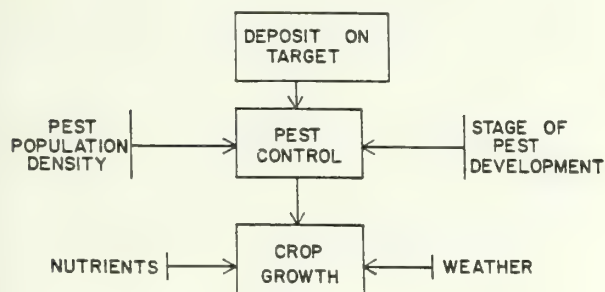 DEPOSIT ON
TARGET
PEST
POPULATION
DENSITY
PEST
CONTROL
STAGE OF
PEST
DEVELOPMENT
NUTRIENTS
CROP
GROWTH
WEATHER